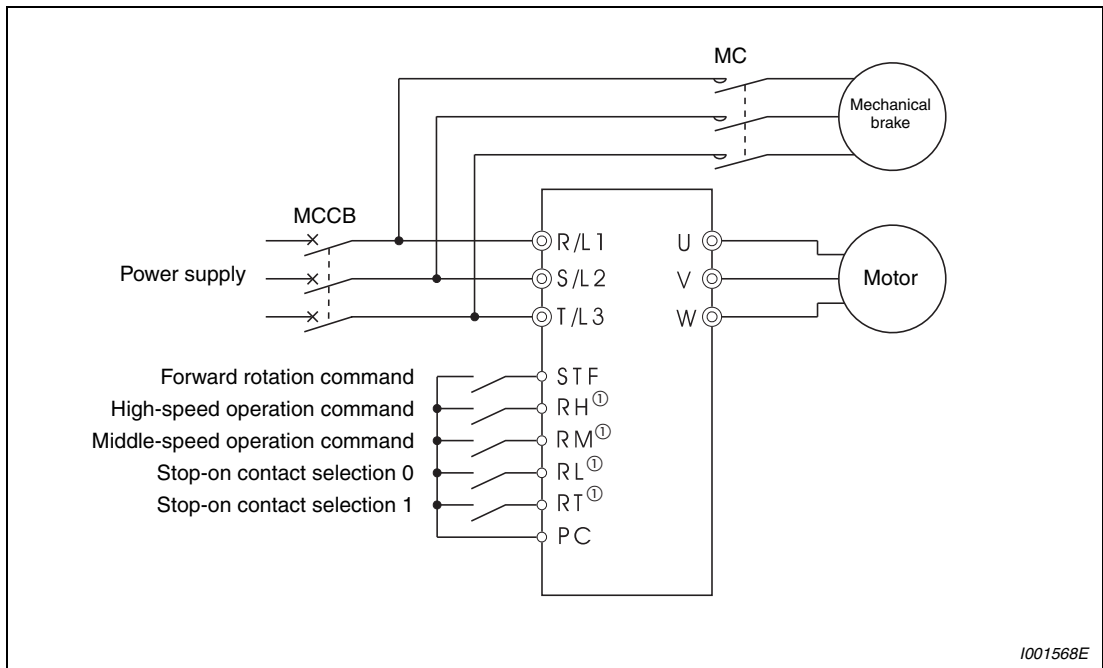 MC
Mechanical
brake
MCCB
Power supply
R/L1
S/L2
T/L3
U
V
W
Motor
Forward rotation command
STF
High-speed operation command
RH①
Middle-speed operation command
RM①
Stop-on contact selection 0
RL①
Stop-on contact selection 1
RT①
PC
I001568E